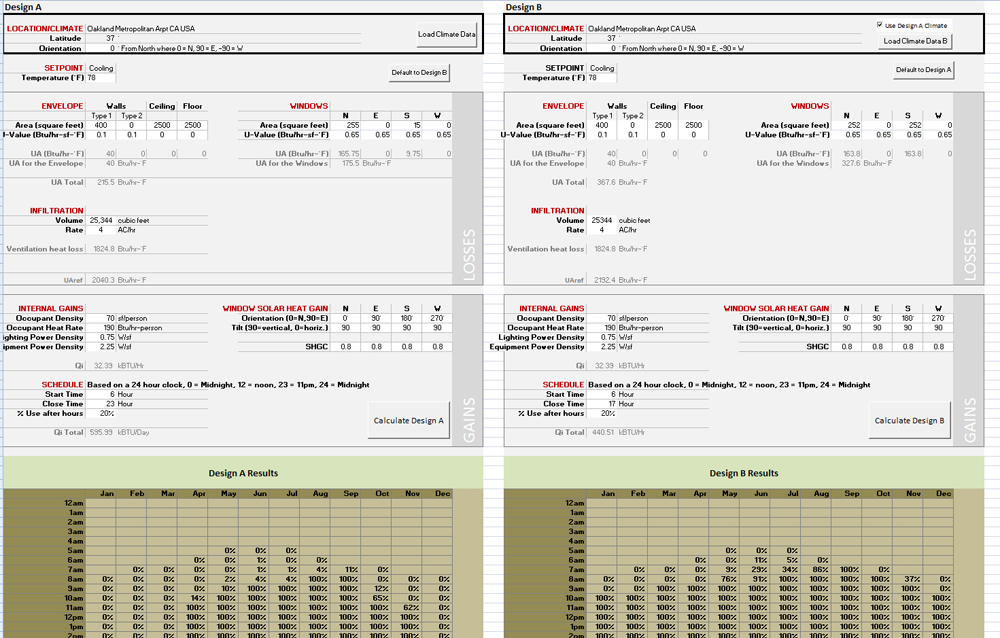 Design A
LOCATION/CLIMATE Oakland Metropolitan Arpt CA USA
Load Climate Data
Latitude 37 °
Orientation 0 ° From North where 0 = N, 90 = E, -90 = W
SETPOINT Cooling
Temperature (°F) 78
Default to Design B
ENVELOPE Walls Ceiling Floor WINDOWS
Type 1 Type 2 N E S W
Area (square feet) 400 0 2500 2500 Area (square feet) 255 0 15 0
U-Value (Btu/hr-sf-°F) 0.1 0.1 0 0 U-Value (Btu/hr-sf-°F) 0.65 0.65 0.65 0.65
UA (Btu/hr-°F) 40 0 0 0 UA (Btu/hr-°F) 165.75 0 9.75 0
UA for the Envelope 40 Btu/hr-°F UA for the Windows 175.5 Btu/hr-°F
UA Total 215.5 Btu/hr-°F
INFILTRATION
Volume 25,344 cubic feet
Rate 4 AC/hr
Ventilation heat loss 1824.8 Btu/hr-°F
UAref 2040.3 Btu/hr-°F
LOSSES
INTERNAL GAINS WINDOW SOLAR HEAT GAIN N E S W
Occupant Density 70 sf/person Orientation (0=N,90=E) 0° 90° 180° 270°
Occupant Heat Rate 190 Btu/hr-person Tilt (90=vertical, 0=horiz.) 90 90 90 90
ighting Power Density 0.75 W/sf
uipment Power Density 2.25 W/sf SHGC 0.8 0.8 0.8 0.8
Qi 32.39 kBTU/Hr
SCHEDULE Based on a 24 hour clock, 0 = Midnight, 12 = noon, 23 = 11pm, 24 = Midnight
Start Time 6 Hour
Close Time 23 Hour
% Use after hours 20%
Calculate Design A
Qi Total 595.99 kBTU/Day
GAINS
Design A Results
Jan Feb Mar Apr May Jun Jul Aug Sep Oct Nov Dec
12am
1am
2am
3am
4am
5am 0% 0% 0%
6am 0% 0% 1% 0% 0%
7am 0% 0% 0% 0% 1% 1% 4% 11% 0%
8am 0% 0% 0% 0% 2% 4% 4% 100% 100% 0% 0% 0%
9am 0% 0% 0% 0% 10% 100% 100% 100% 100% 12% 0% 0%
10am 0% 0% 0% 14% 100% 100% 100% 100% 100% 65% 0% 0%
11am 0% 0% 0% 100% 100% 100% 100% 100% 100% 100% 62% 0%
12pm 0% 0% 0% 100% 100% 100% 100% 100% 100% 100% 100% 0%
1pm 0% 0% 0% 100% 100% 100% 100% 100% 100% 100% 100% 0%
2pm
Design B
LOCATION/CLIMATE Oakland Metropolitan Arpt CA USA
Use Design A Climate
Latitude 37 °
Load Climate Data B
Orientation 0 ° From North where 0 = N, 90 = E, -90 = W
SETPOINT Cooling
Temperature (°F) 78
Default to Design A
ENVELOPE Walls Ceiling Floor WINDOWS
Type 1 Type 2 N E S W
Area (square feet) 400 0 2500 2500 Area (square feet) 252 0 252 0
U-Value (Btu/hr-sf-°F) 0.1 0.1 0 0 U-Value (Btu/hr-sf-°F) 0.65 0.65 0.65 0.65
UA (Btu/hr-°F) 40 0 0 0 UA (Btu/hr-°F) 163.8 0 163.8 0
UA for the Envelope 40 Btu/hr-°F UA for the Windows 327.6 Btu/hr-°F
UA Total 367.6 Btu/hr-°F
INFILTRATION
Volume 25344 cubic feet
Rate 4 AC/hr
Ventilation heat loss 1824.8 Btu/hr-°F
UAref 2192.4 Btu/hr-°F
LOSSES
INTERNAL GAINS WINDOW SOLAR HEAT GAIN N E S W
Occupant Density 70 sf/person Orientation (0=N,90=E) 0° 90° 180° 270°
Occupant Heat Rate 190 Btu/hr-person Tilt (90=vertical, 0=horiz.) 90 90 90 90
Lighting Power Density 0.75 W/sf
Equipment Power Density 2.25 W/sf SHGC 0.8 0.8 0.8 0.8
Qi 32.39 kBTU/Hr
SCHEDULE Based on a 24 hour clock, 0 = Midnight, 12 = noon, 23 = 11pm, 24 = Midnight
Start Time 6 Hour
Close Time 17 Hour
% Use after hours 20%
Calculate Design B
Qi Total 440.51 kBTU/Hr
GAINS
Design B Results
Jan Feb Mar Apr May Jun Jul Aug Sep Oct Nov Dec
12am
1am
2am
3am
4am
5am 0% 0% 0%
6am 0% 0% 11% 5% 0%
7am 0% 0% 0% 9% 29% 34% 86% 100% 0%
8am 0% 0% 0% 0% 76% 91% 100% 100% 100% 100% 37% 0%
9am 0% 0% 100% 100% 100% 100% 100% 100% 100% 100% 100% 0%
10am 100% 100% 100% 100% 100% 100% 100% 100% 100% 100% 100% 100%
11am 100% 100% 100% 100% 100% 100% 100% 100% 100% 100% 100% 100%
12pm 100% 100% 100% 100% 100% 100% 100% 100% 100% 100% 100% 100%
1pm 100% 100% 100% 100% 100% 100% 100% 100% 100% 100% 100% 100%
2pm